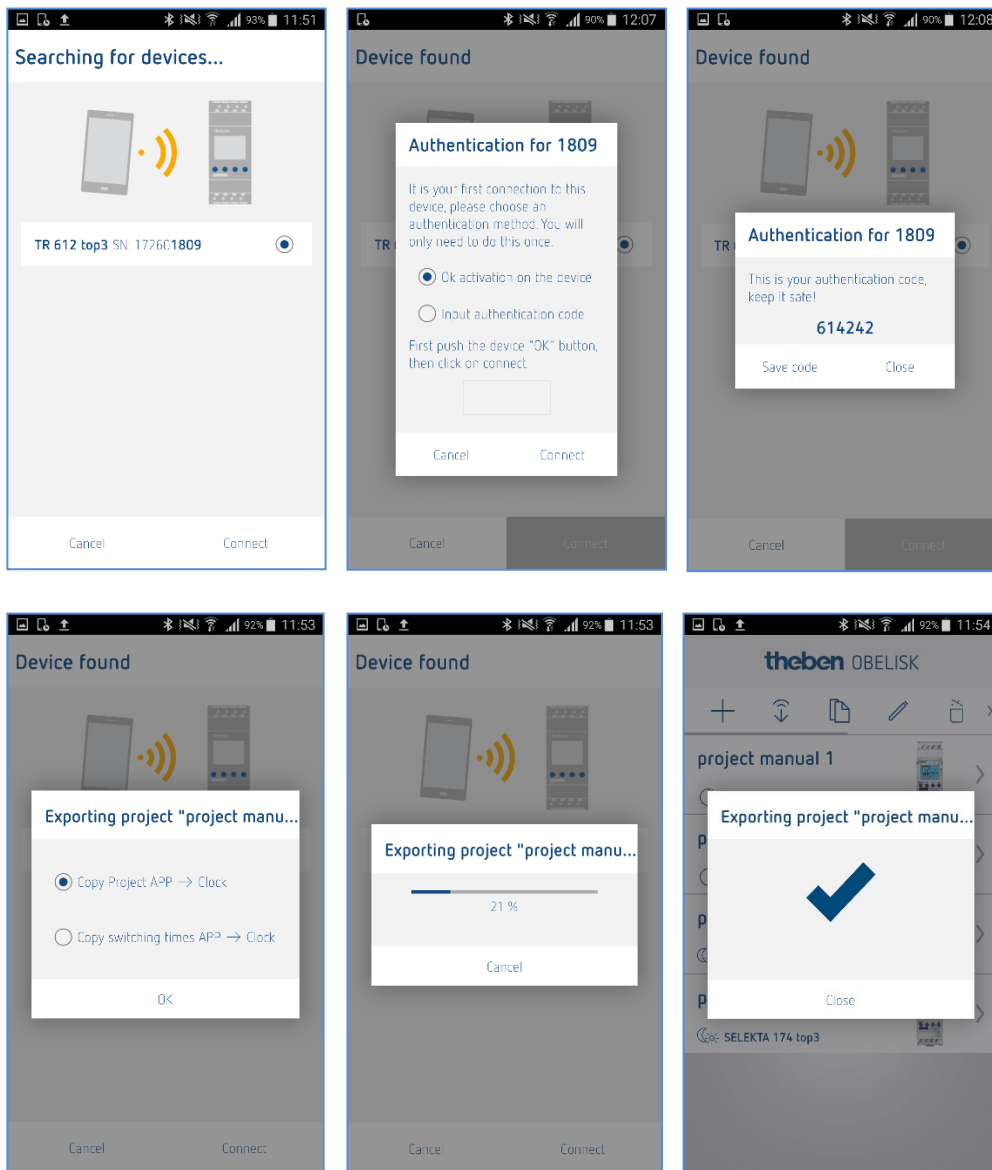 93% 11:51
Searching for devices...
theben
TR 612 top3 SN: 172601809
Cancel Connect
90% 12:07
Device found
Authentication for 1809
It is your first connection to this
device, please choose an
authentication method. You will
only need to do this once.
Ok activation on the device
Input authentication code
First push the device "OK" button,
then click on connect
Cancel Connect
TR
Cancel Connect
90% 12:08
Device found
TR
Authentication for 1809
This is your authentication code,
keep it safe!
614242
Save code Close
Cancel Connect
92% 11:53
Device found
Exporting project "project manu...
Copy Project APP → Clock
Copy switching times APP → Clock
OK
Cancel Connect
92% 11:53
Device found
Exporting project "project manu...
21 %
Cancel
Cancel Connect
92% 11:54
theben OBELISK
project manual 1
Exporting project "project manu...
p
p
p
Close
SELEKTA 174 top3